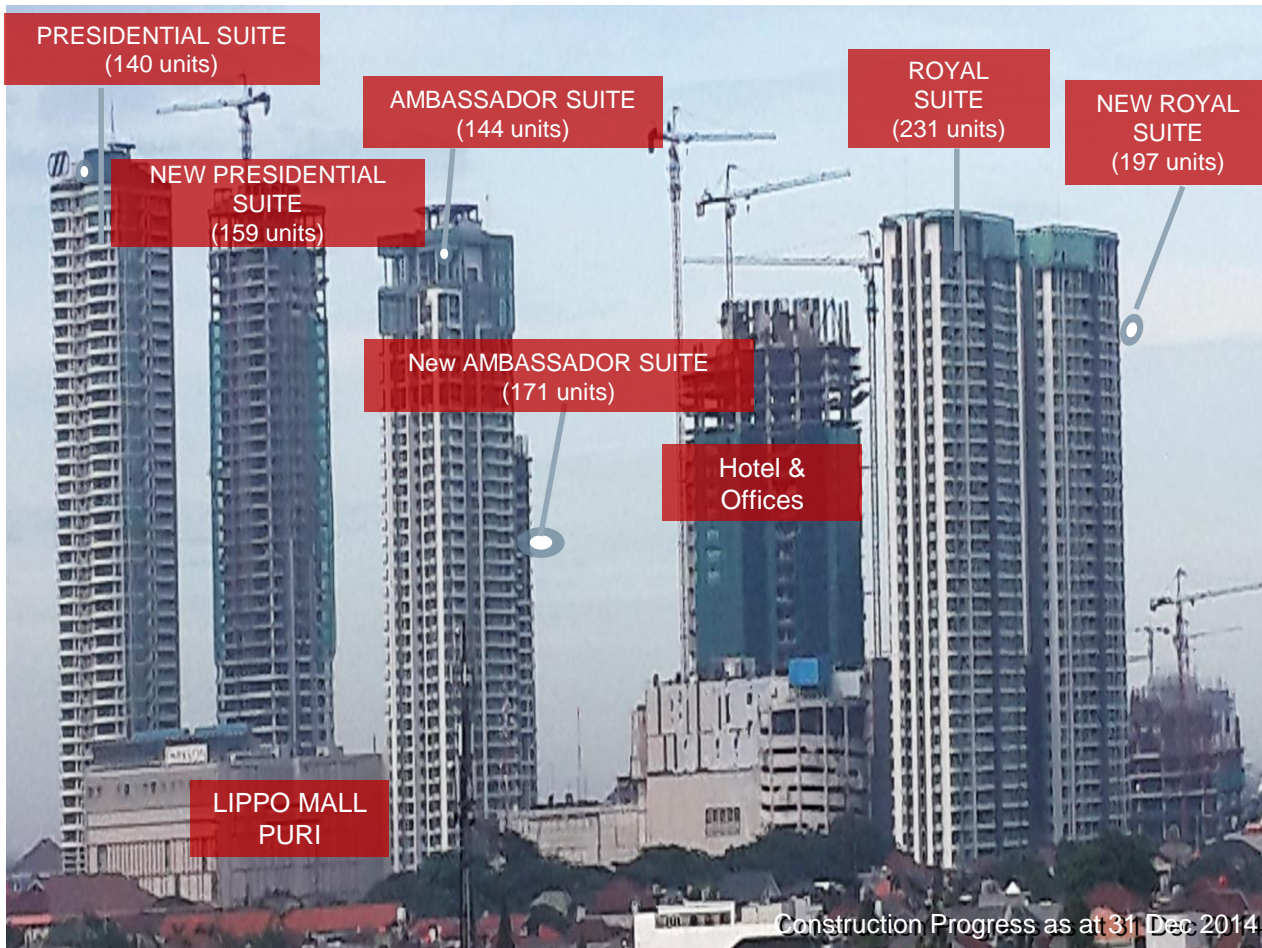 PRESIDENTIAL SUITE
(140 units)
NEW PRESIDENTIAL
SUITE
(159 units)
AMBASSADOR SUITE
(144 units)
New AMBASSADOR SUITE
(171 units)
Hotel &
Offices
ROYAL
SUITE
(231 units)
NEW ROYAL
SUITE
(197 units)
LIPPO MALL
PURI
Construction Progress as at 31 Dec 2014